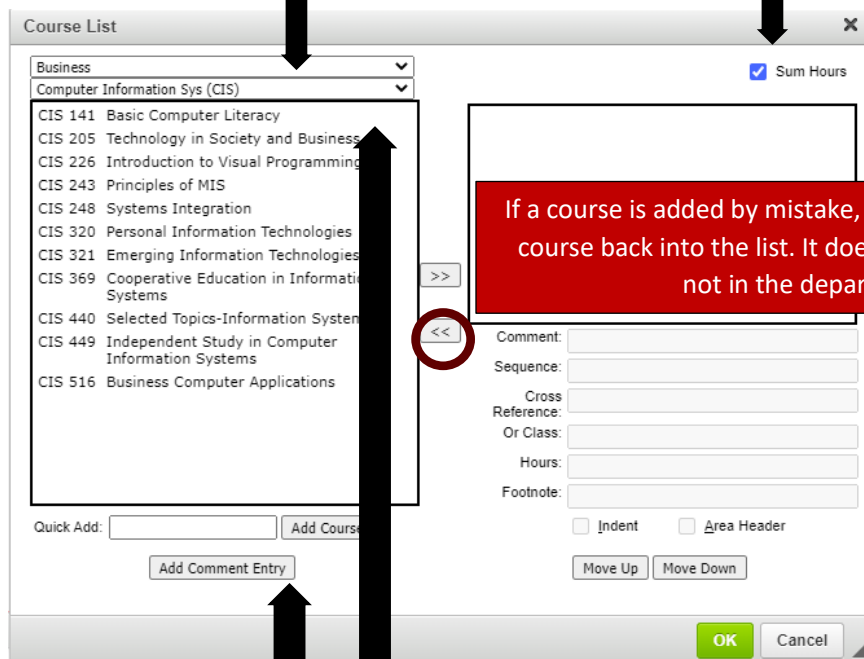 Course List
Business
Sum Hours
Computer Information Sys (CIS)
CIS 141 Basic Computer Literacy
CIS 205 Technology in Society and Business
CIS 226 Introduction to Visual Programming
CIS 243 Principles of MIS
CIS 248 Systems Integration
CIS 320 Personal Information Technologies
CIS 321 Emerging Information Technologies
CIS 369 Cooperative Education in
Systems
CIS 440 Selected Topics-Information
CIS 449 Independent Study in Computer
Information Systems
CIS 516 Business Computer Applications
>>
<<
If a course is added by mistake,
course back into the list. It
not in the
Comment:
Sequence:
Cross
Reference:
Or Class:
Hours:
Footnote:
Quick Add:
Add Course
Indent
Area Header
Add Comment Entry
Move Up
Move Down
OK
Cancel